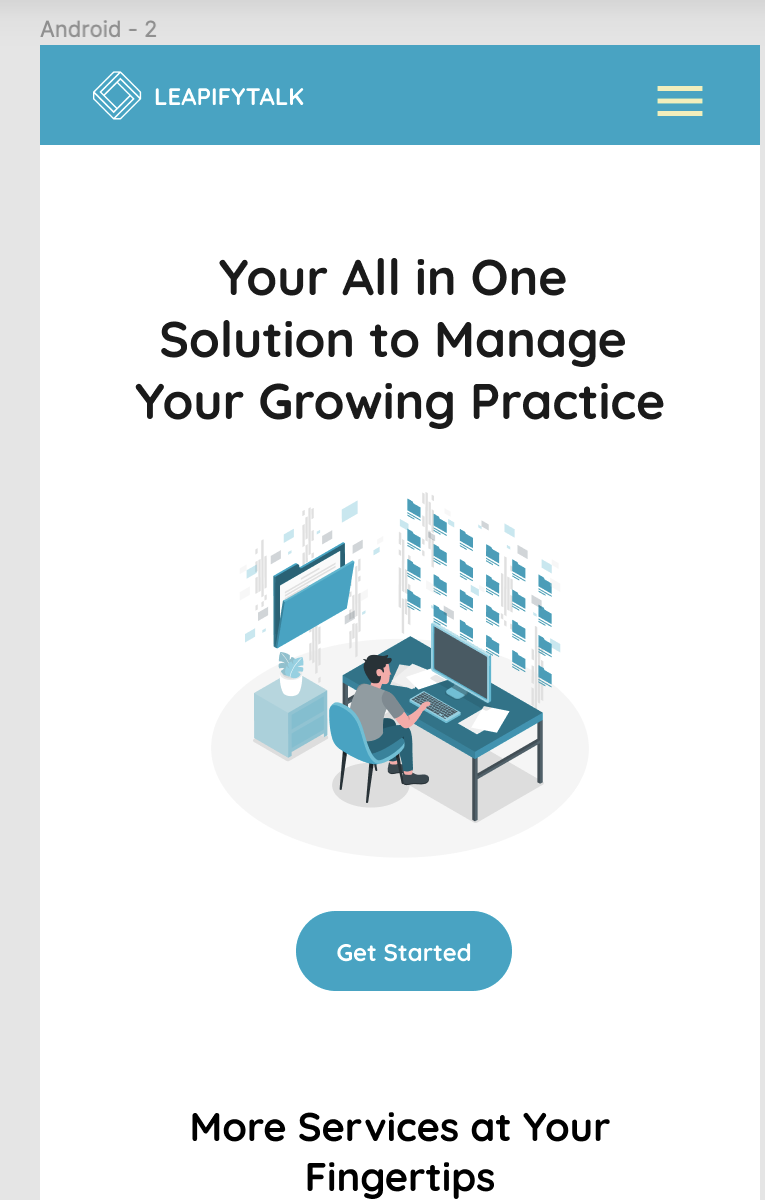 Android - 2
LEAPIFYTALK
Your All in One
Solution to Manage
Your Growing Practice
Get Started
More Services at Your
Fingertips